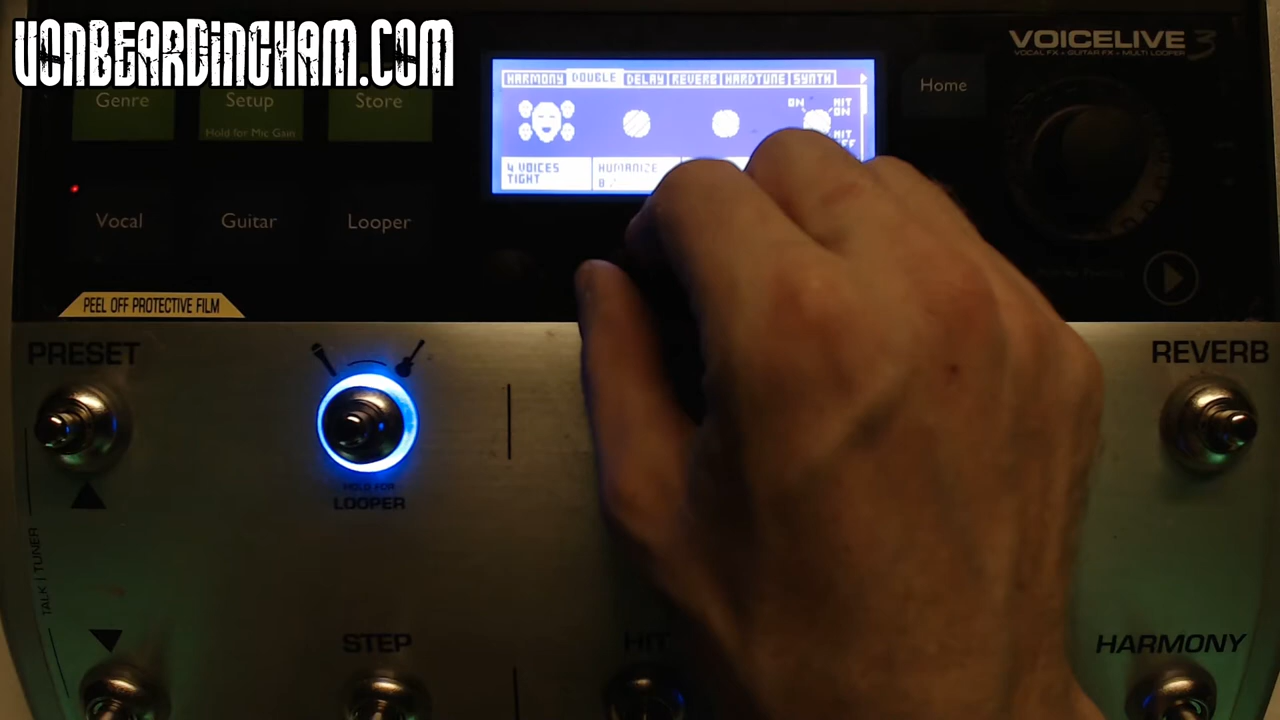 VONBEARDINGHAM.COM
VOICELIVE 3
VOCAL FX • GUITAR FX • MULTI LOOPER
Genre
Setup
Hold for Mic Gain
Store
HARMONY DOUBLE DELAY REVERB HARDTUNE SYNTH
ON HIT
ON
HIT
4 VOICES
TIGHT
HUMANIZE
Home
Vocal
Guitar
Looper
PEEL OFF PROTECTIVE FILM
PRESET
HOLD FOR
LOOPER
REVERB
TALK | TUNER
STEP
HIT
HARMONY